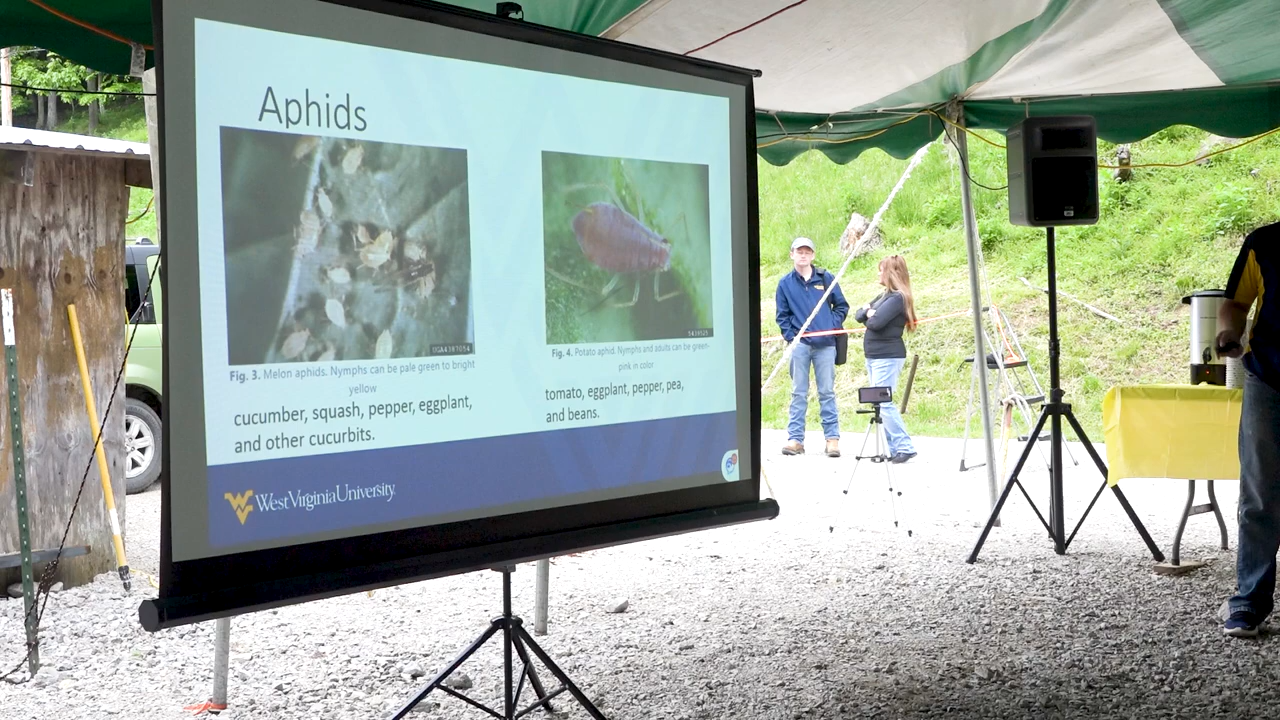 Aphids
UGA4387054
5439525
Fig. 3. Melon aphids. Nymphs can be pale green to bright
yellow
Fig. 4. Potato aphid. Nymphs and adults can be green-
pink in color
cucumber, squash, pepper, eggplant,
and other cucurbits.
tomato, eggplant, pepper, pea,
and beans.
West Virginia University.